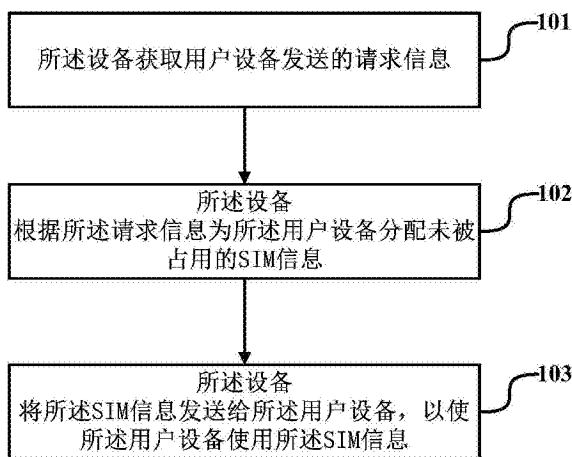 所述设备获取用户设备发送的请求信息
101
所述设备
根据所述请求信息为所述用户设备分配未被
占用的SIM信息
102
所述设备
将所述SIM信息发送给所述用户设备，以使
所述用户设备使用所述SIM信息
103